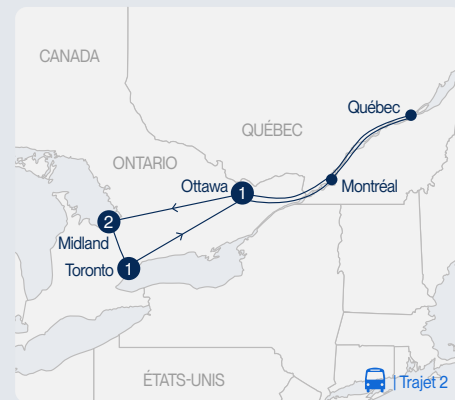 CANADA
Québec
QUÉBEC
ONTARIO
Ottawa 1
Montréal
2
Midland
Toronto 1
ÉTATS-UNIS
| Trajet 2